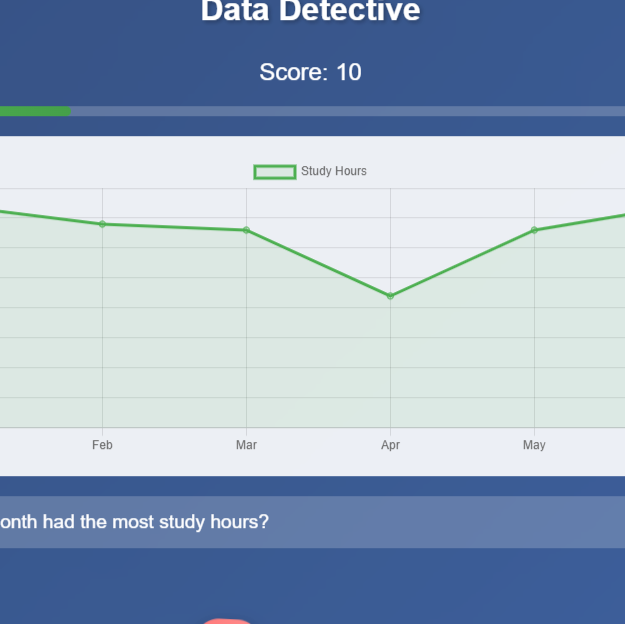 Data Detective
Score: 10
Study Hours
Feb Mar Apr May
onth had the most study hours?